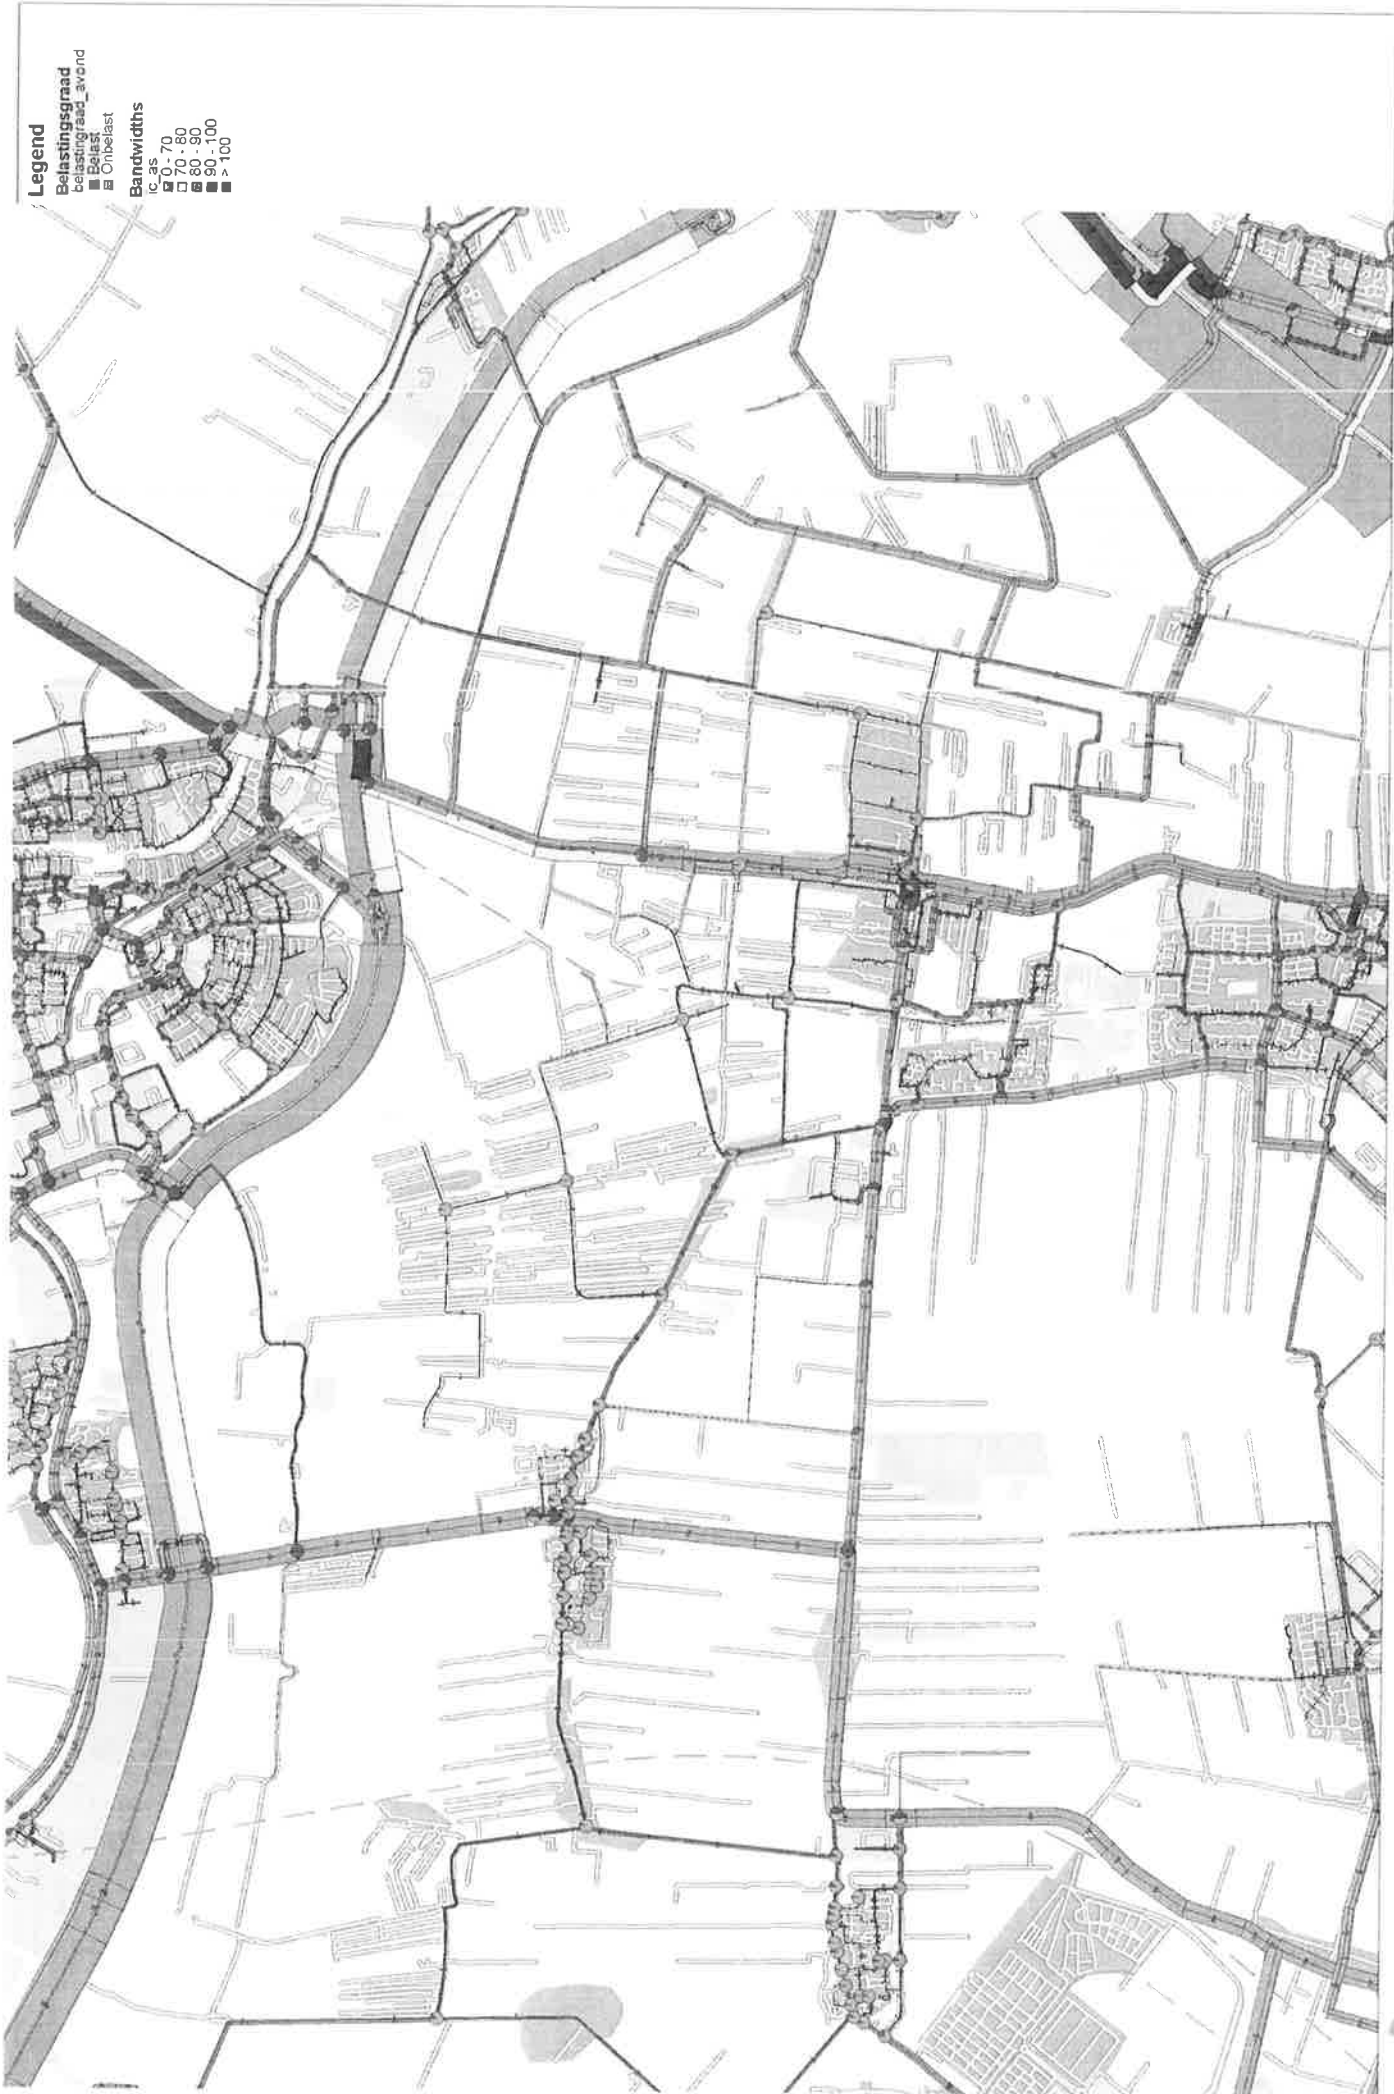 Legend
Belastingsgraad
belastingraad_avond
Belast
Onbelast
Bandwidths
ic_as
0 - 70
70 - 80
80 - 90
90 - 100
> 100